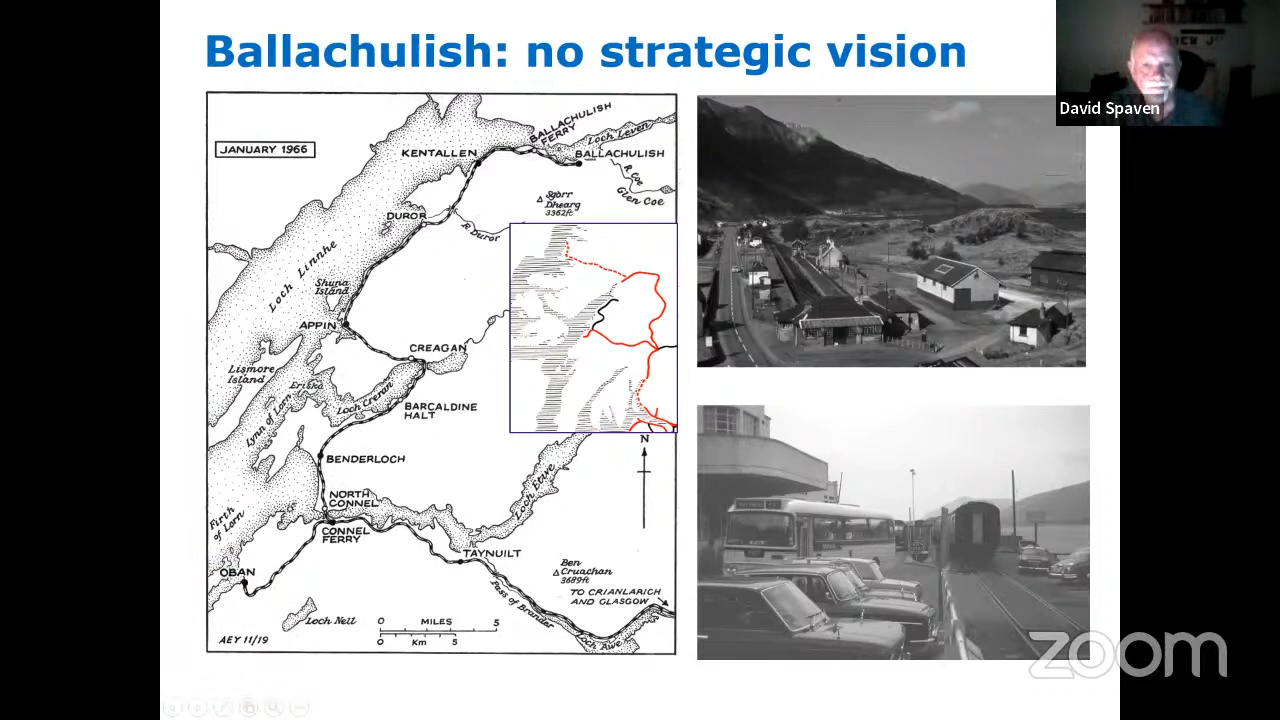 Ballachulish: no strategic vision
David Spaven
JANUARY 1966
BALLACHULISH
FERRY
Loch Leven
KENTALLEN
BALLACHULISH
R Coe
Glen Coe
Sgòrr
Dhearg
3362ft
DUROR
R Duror
Loch Linnhe
Shuna
Island
APPIN
CREAGAN
Lismore
Island
Eriska
Loch Creran
BARCALDINE
HALT
Lynn of Lorn
BENDERLOCH
N
Loch Etive
NORTH
CONNEL
Firth
of Lorn
CONNEL
FERRY
TAYNUILT
OBAN
Ben
Cruachan
3689ft
TO CRIANLARICH
AND GLASGOW
Pass of Brander
Loch Nell
0 MILES 5
0 Km 5
Loch Awe
AEY 11/19
zoom